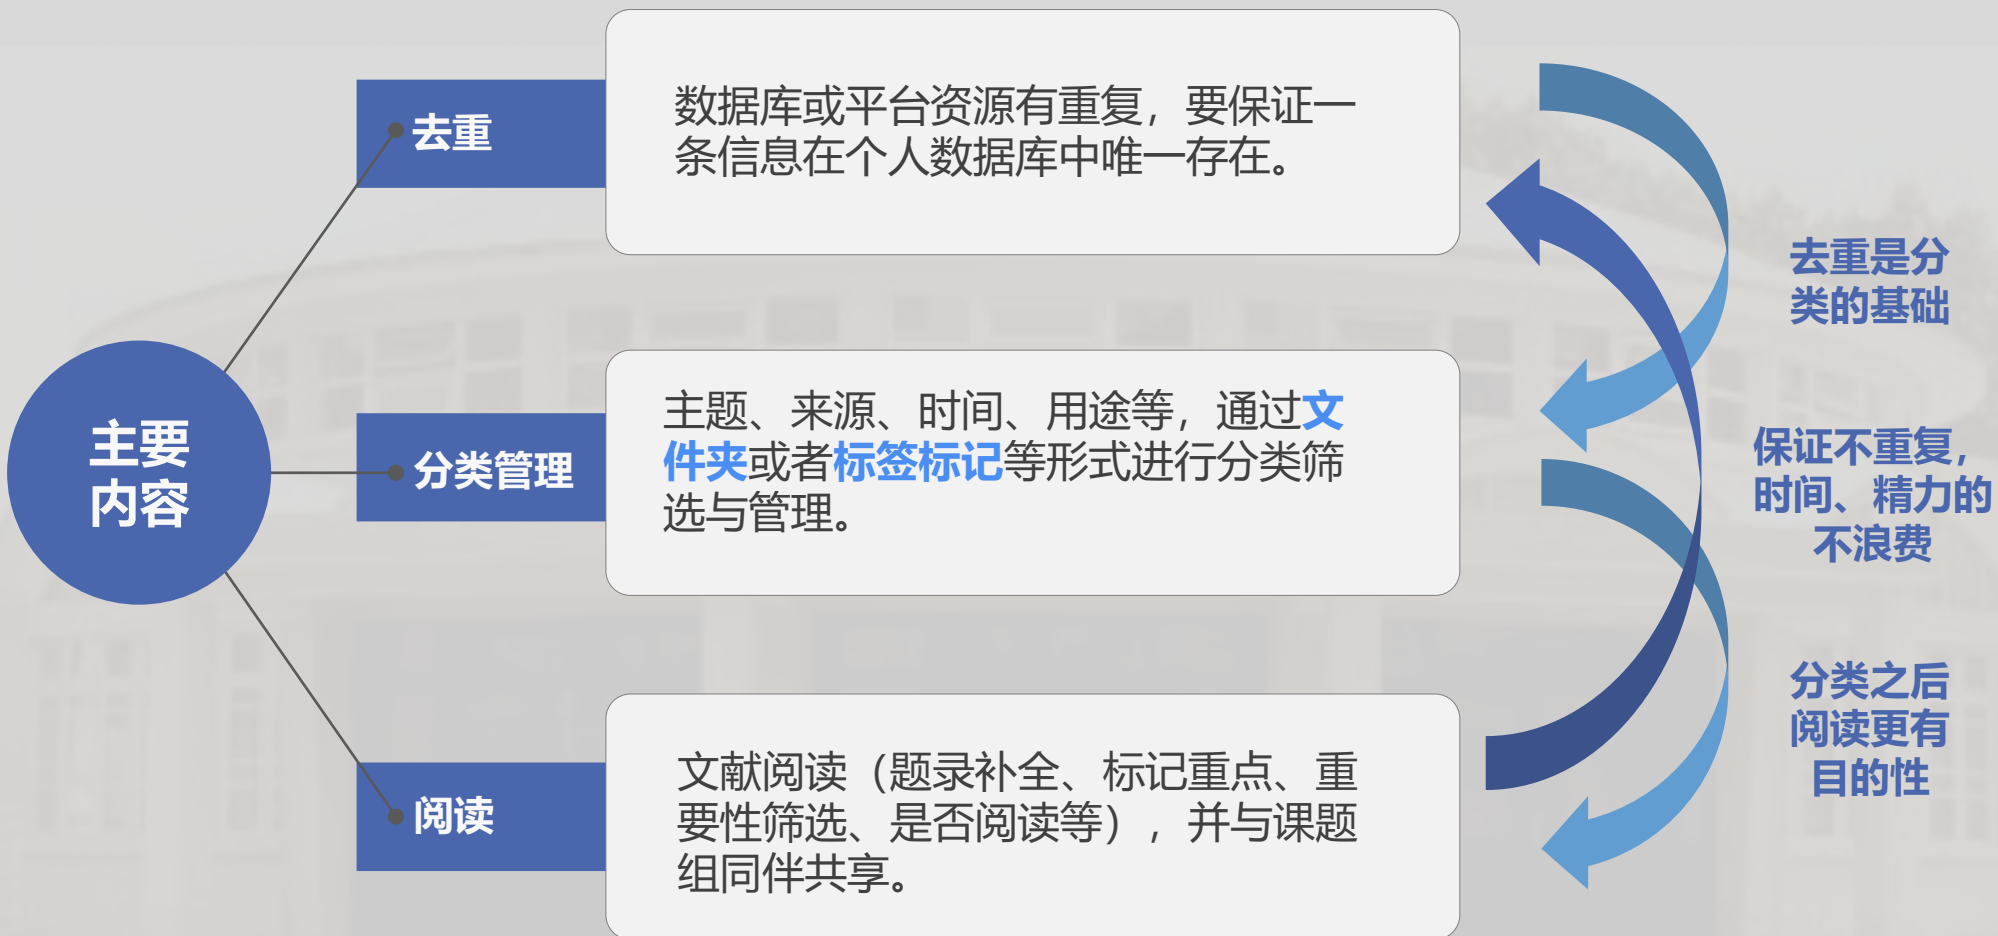 主要
内容
去重
数据库或平台资源有重复，要保证一
条信息在个人数据库中唯一存在。
分类管理
主题、来源、时间、用途等，通过文
件夹或者标签标记等形式进行分类筛
选与管理。
阅读
文献阅读（题录补全、标记重点、重
要性筛选、是否阅读等），并与课题
组同伴共享。
去重是分
类的基础
保证不重复，
时间、精力的
不浪费
分类之后
阅读更有
目的性